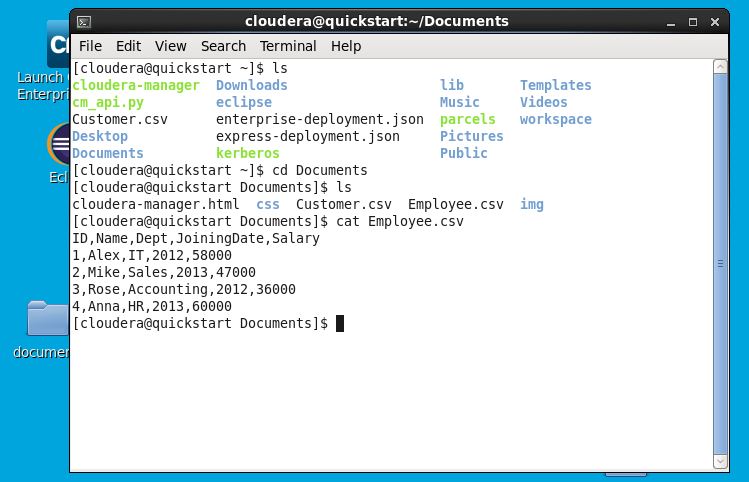 cloudera@quickstart:~/Documents
File Edit View Search Terminal Help
[cloudera@quickstart ~]$ ls
cloudera-manager Downloads lib Templates
cm_api.py eclipse Music Videos
Customer.csv enterprise-deployment.json parcels workspace
Desktop express-deployment.json Pictures
Documents kerberos Public
[cloudera@quickstart ~]$ cd Documents
[cloudera@quickstart Documents]$ ls
cloudera-manager.html css Customer.csv Employee.csv img
[cloudera@quickstart Documents]$ cat Employee.csv
ID,Name,Dept,JoiningDate,Salary
1,Alex,IT,2012,58000
2,Mike,Sales,2013,47000
3,Rose,Accounting,2012,36000
4,Anna,HR,2013,60000
[cloudera@quickstart Documents]$
Launch
Enterpri
Ecl
documen